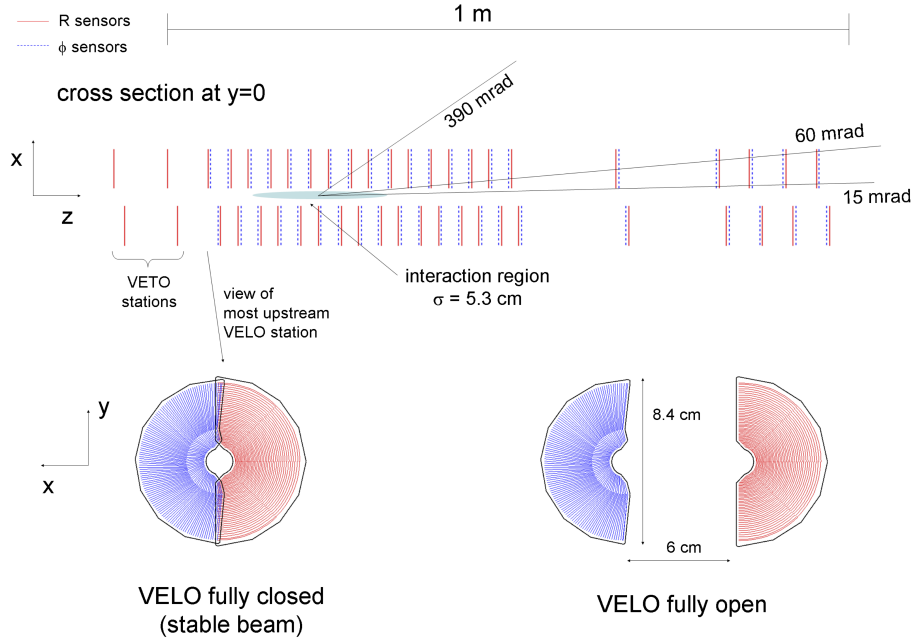 R sensors
ϕ sensors
1 m
cross section at y=0
390 mrad
60 mrad
15 mrad
x
z
VETO
stations
interaction region
σ = 5.3 cm
view of
most upstream
VELO station
y
x
8.4 cm
6 cm
VELO fully closed
(stable beam)
VELO fully open